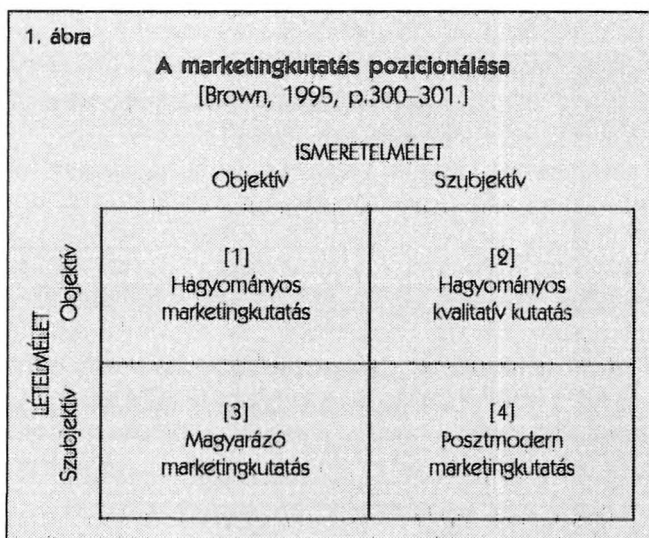 1. ábra
A marketingkutatás pozicionálása
[Brown, 1995, p.300–301.]
ISMERETELMÉLET
Objektív Szubjektív
LÉTELMÉLET
Objektív
[1]
Hagyományos
marketingkutatás
[2]
Hagyományos
kvalitatív kutatás
Szubjektív
[3]
Magyarázó
marketingkutatás
[4]
Posztmodern
marketingkutatás